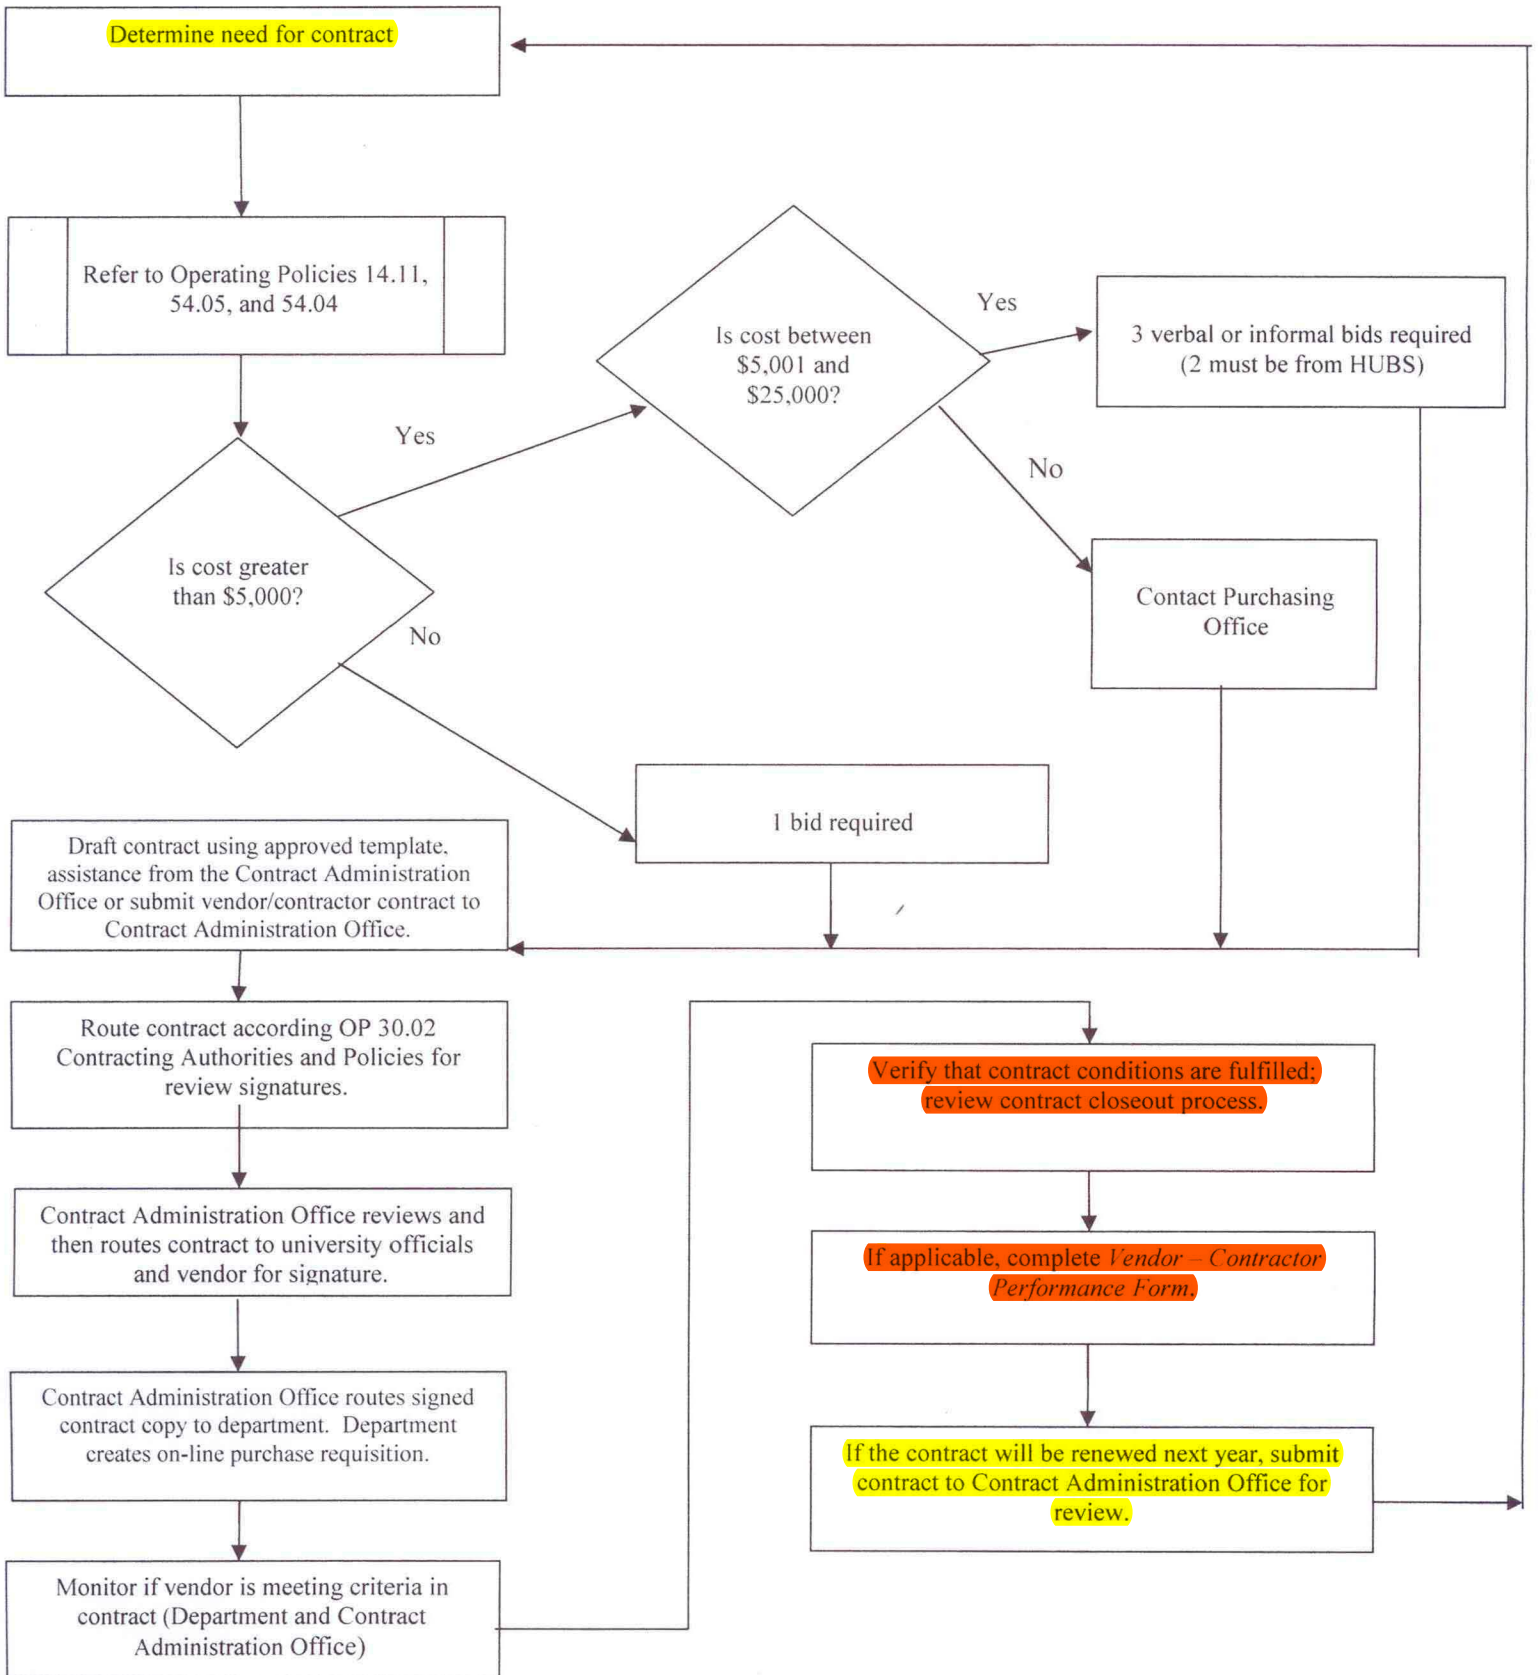 Determine need for contract
Refer to Operating Policies 14.11,
54.05, and 54.04
Is cost between
$5,001 and
$25,000?
Yes
3 verbal or informal bids required
(2 must be from HUBS)
Yes
No
Is cost greater
than $5,000?
Contact Purchasing
Office
No
1 bid required
Draft contract using approved template,
assistance from the Contract Administration
Office or submit vendor/contractor contract to
Contract Administration Office.
Route contract according OP 30.02
Contracting Authorities and Policies for
review signatures.
Contract Administration Office reviews and
then routes contract to university officials
and vendor for signature.
Contract Administration Office routes signed
contract copy to department. Department
creates on-line purchase requisition.
Monitor if vendor is meeting criteria in
contract (Department and Contract
Administration Office)
Verify that contract conditions are fulfilled;
review contract closeout process.
If applicable, complete Vendor – Contractor
Performance Form.
If the contract will be renewed next year, submit
contract to Contract Administration Office for
review.